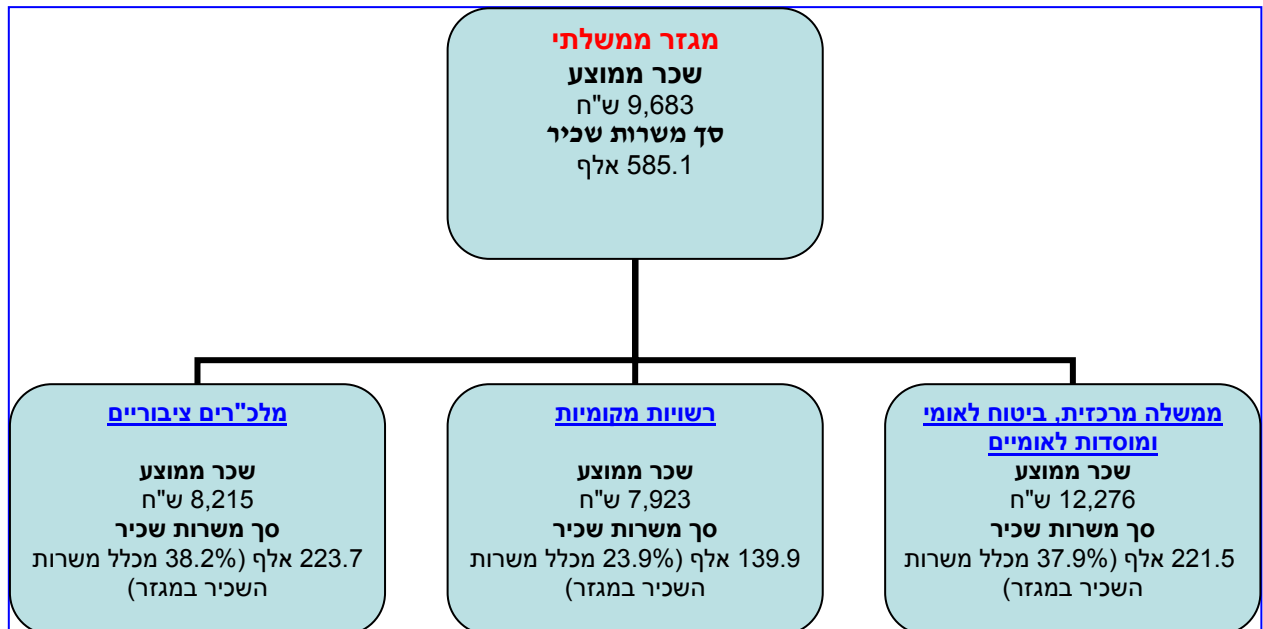 מגזר ממשלתי
שכר ממוצע
9,683 ש"ח
סך משרות שכיר
585.1 אלף
ממשלה מרכזית, ביטוח לאומי
ומוסדות לאומיים
שכר ממוצע
12,276 ש"ח
סך משרות שכיר
221.5 אלף (37.9% מכלל משרות
השכיר במגזר)
רשויות מקומיות
שכר ממוצע
7,923 ש"ח
סך משרות שכיר
139.9 אלף (23.9% מכלל משרות
השכיר במגזר)
מלכ"רים ציבוריים
שכר ממוצע
8,215 ש"ח
סך משרות שכיר
223.7 אלף (38.2% מכלל משרות
השכיר במגזר)